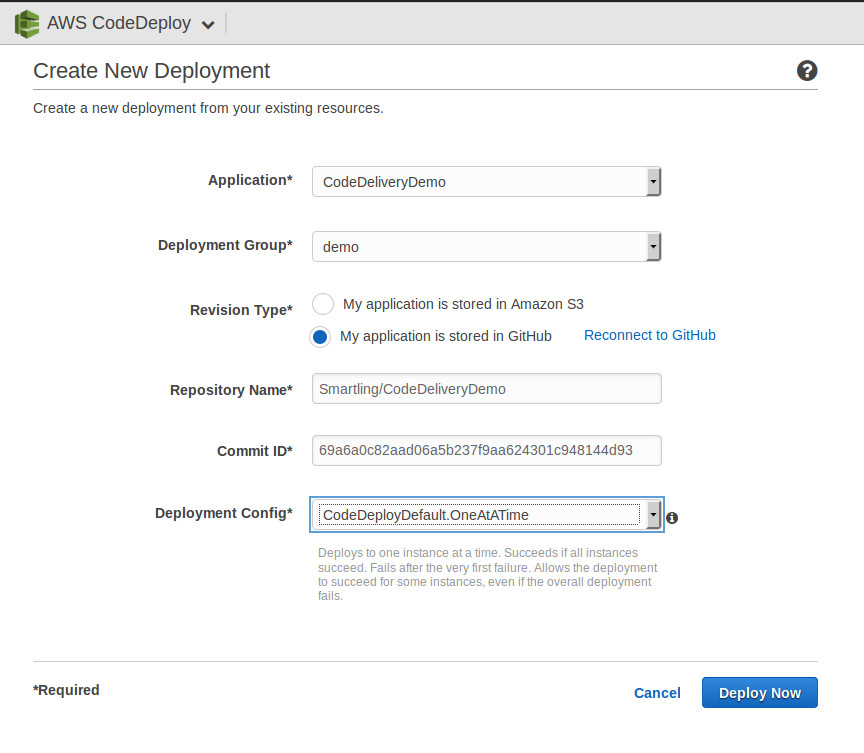 AWS CodeDeploy
Create New Deployment
Create a new deployment from your existing resources.
Application*
CodeDeliveryDemo
Deployment Group*
demo
Revision Type*
My application is stored in Amazon S3
My application is stored in GitHub
Reconnect to GitHub
Repository Name*
Smartling/CodeDeliveryDemo
Commit ID*
69a6a0c82aad06a5b237f9aa624301c948144d93
Deployment Config*
CodeDeployDefault.OneAtATime
Deploys to one instance at a time. Succeeds if all instances
succeed. Fails after the very first failure. Allows the deployment
to succeed for some instances, even if the overall deployment
fails.
*Required
Cancel
Deploy Now